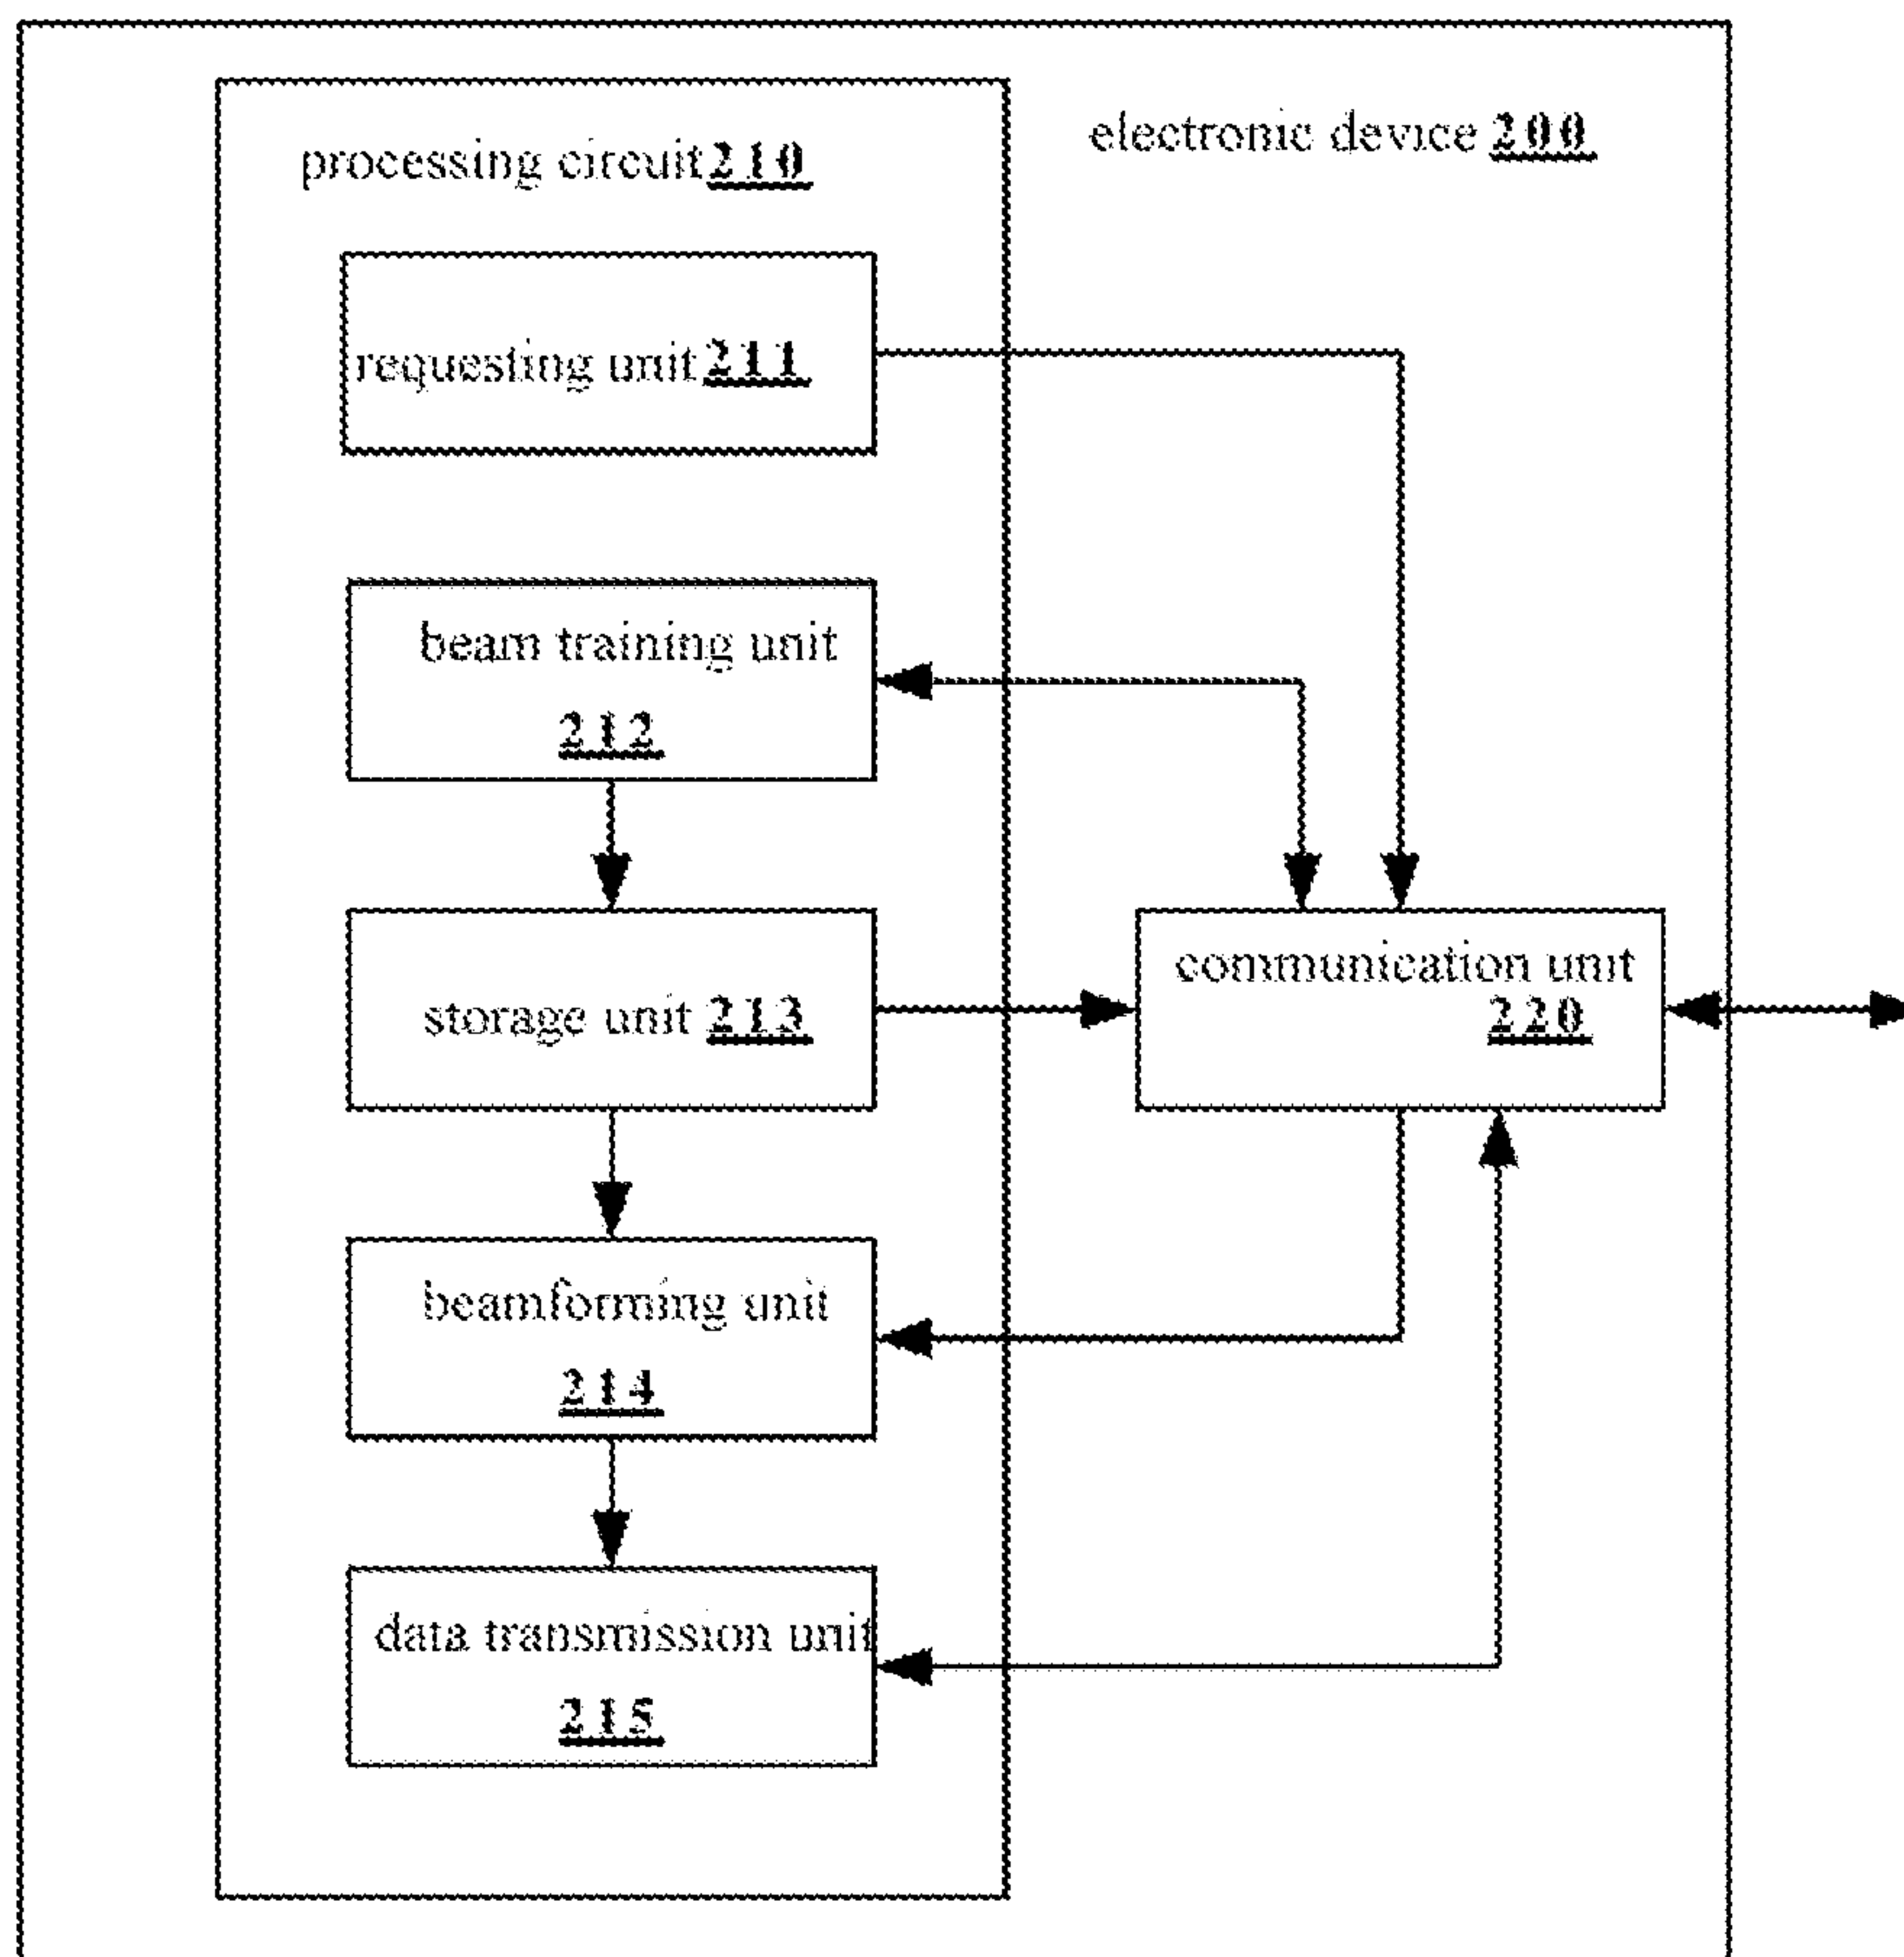 electronic device 200
processing circuit 210
requesting unit 211
beam training unit
212
storage unit 213
communication unit
220
beamforming unit
214
data transmission unit
215